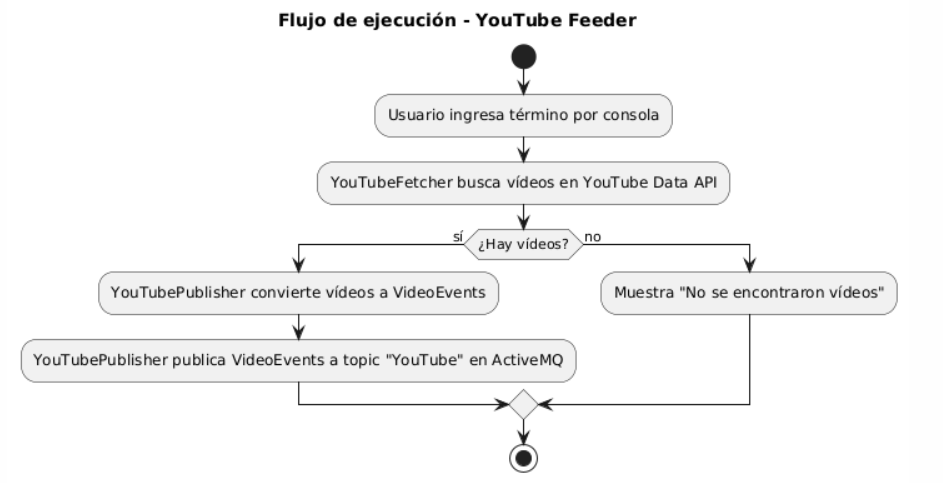 Flujo de ejecución - YouTube Feeder
Usuario ingresa término por consola
YouTubeFetcher busca vídeos en YouTube Data API
sí
¿Hay vídeos?
no
YouTubePublisher convierte vídeos a VideoEvents
Muestra "No se encontraron vídeos"
YouTubePublisher publica VideoEvents a topic "YouTube" en ActiveMQ